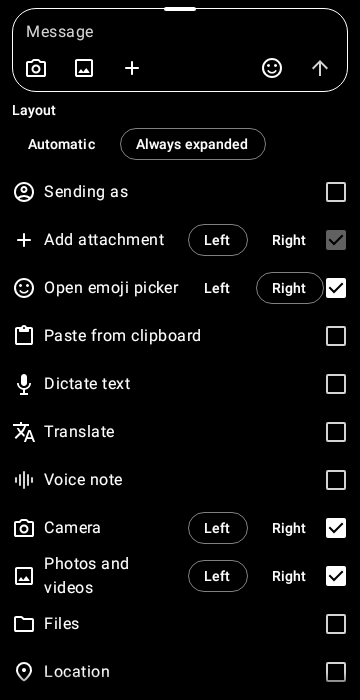 Message
Layout
Automatic Always expanded
Sending as
Add attachment Left Right
Open emoji picker Left Right
Paste from clipboard
Dictate text
Translate
Voice note
Camera Left Right
Photos and
videos Left Right
Files
Location